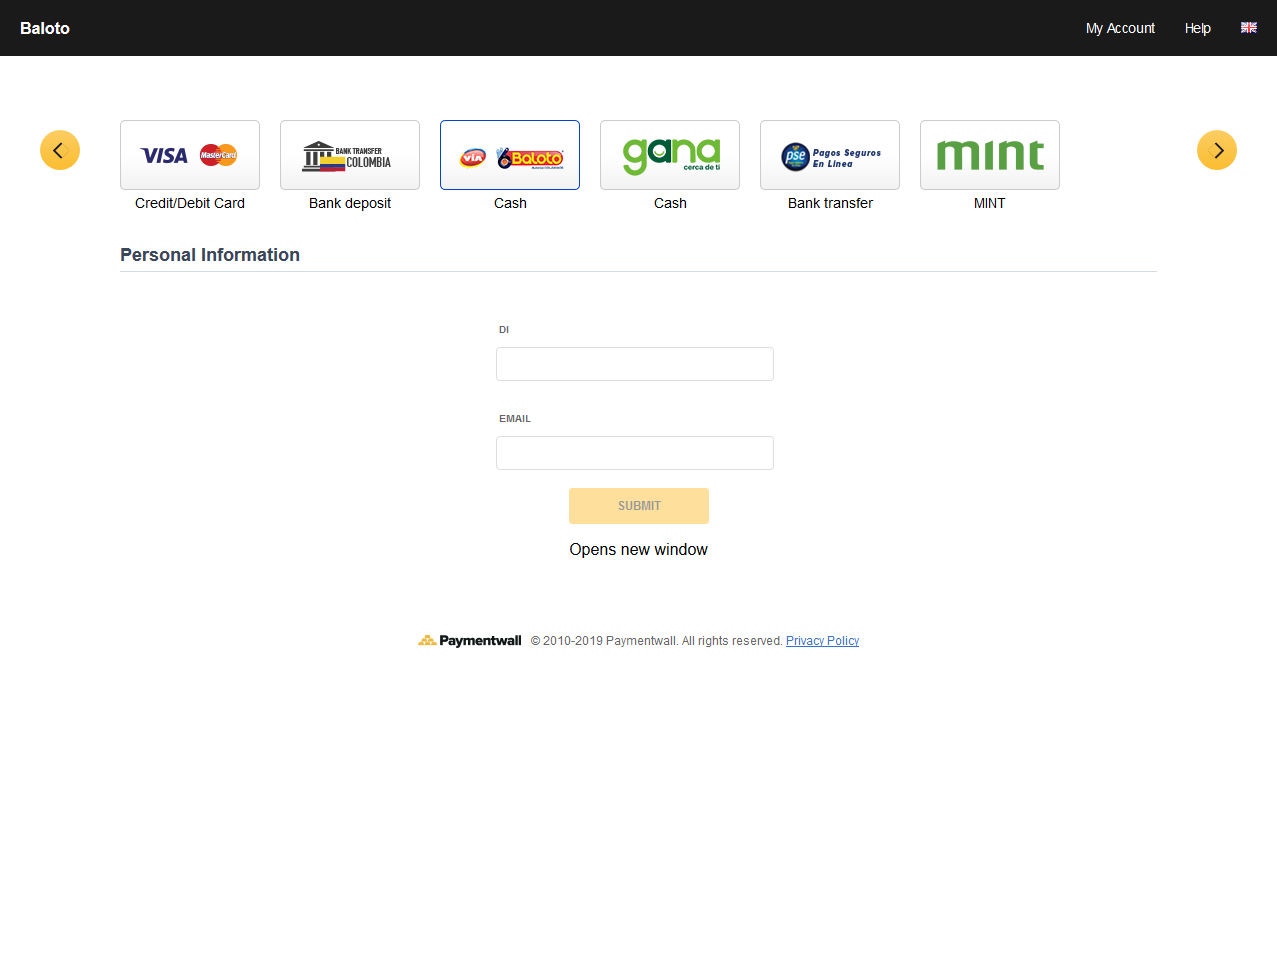 Baloto
My Account
Help
VISA
MasterCard
BANK TRANSFER
COLOMBIA
VIA
Baloto
gana
cerca de ti
pse
Pagos Seguros
En Linea
mint
Credit/Debit Card
Bank deposit
Cash
Cash
Bank transfer
MINT
Personal Information
DI
EMAIL
SUBMIT
Opens new window
Paymentwall © 2010-2019 Paymentwall. All rights reserved. Privacy Policy